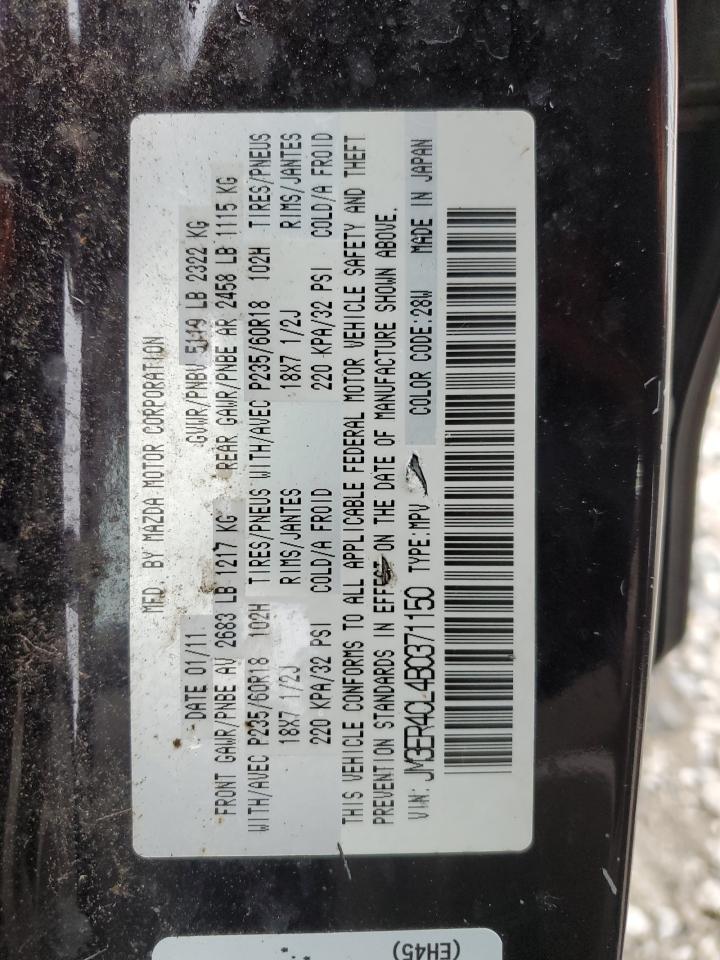 MFD. BY MAZDA MOTOR CORPORATION
DATE 01/11. GVWR/PNBV 5119 LB 2322 KG
FRONT GAWR/PNBE AV 2683 LB 1217 KG REAR GAWR/PNBE AR 2458 LB 1115 KG
WITH/AVEC P235/60R18 102H TIRES/PNEUS WITH/AVEC P235/60R18 102H TIRES/PNEUS
18X7 1/2J RIMS/JANTES 18X7 1/2J RIMS/JANTES
220 KPA/32 PSI COLD/A FROID 220 KPA/32 PSI COLD/A FROID
THIS VEHICLE CONFORMS TO ALL APPLICABLE FEDERAL MOTOR VEHICLE SAFETY AND THEFT
PREVENTION STANDARDS IN EFFECT ON THE DATE OF MANUFACTURE SHOWN ABOVE.
VIN: JM3ER4CL4B0371150 TYPE:MPV COLOR CODE:28W MADE IN JAPAN
(EH45)